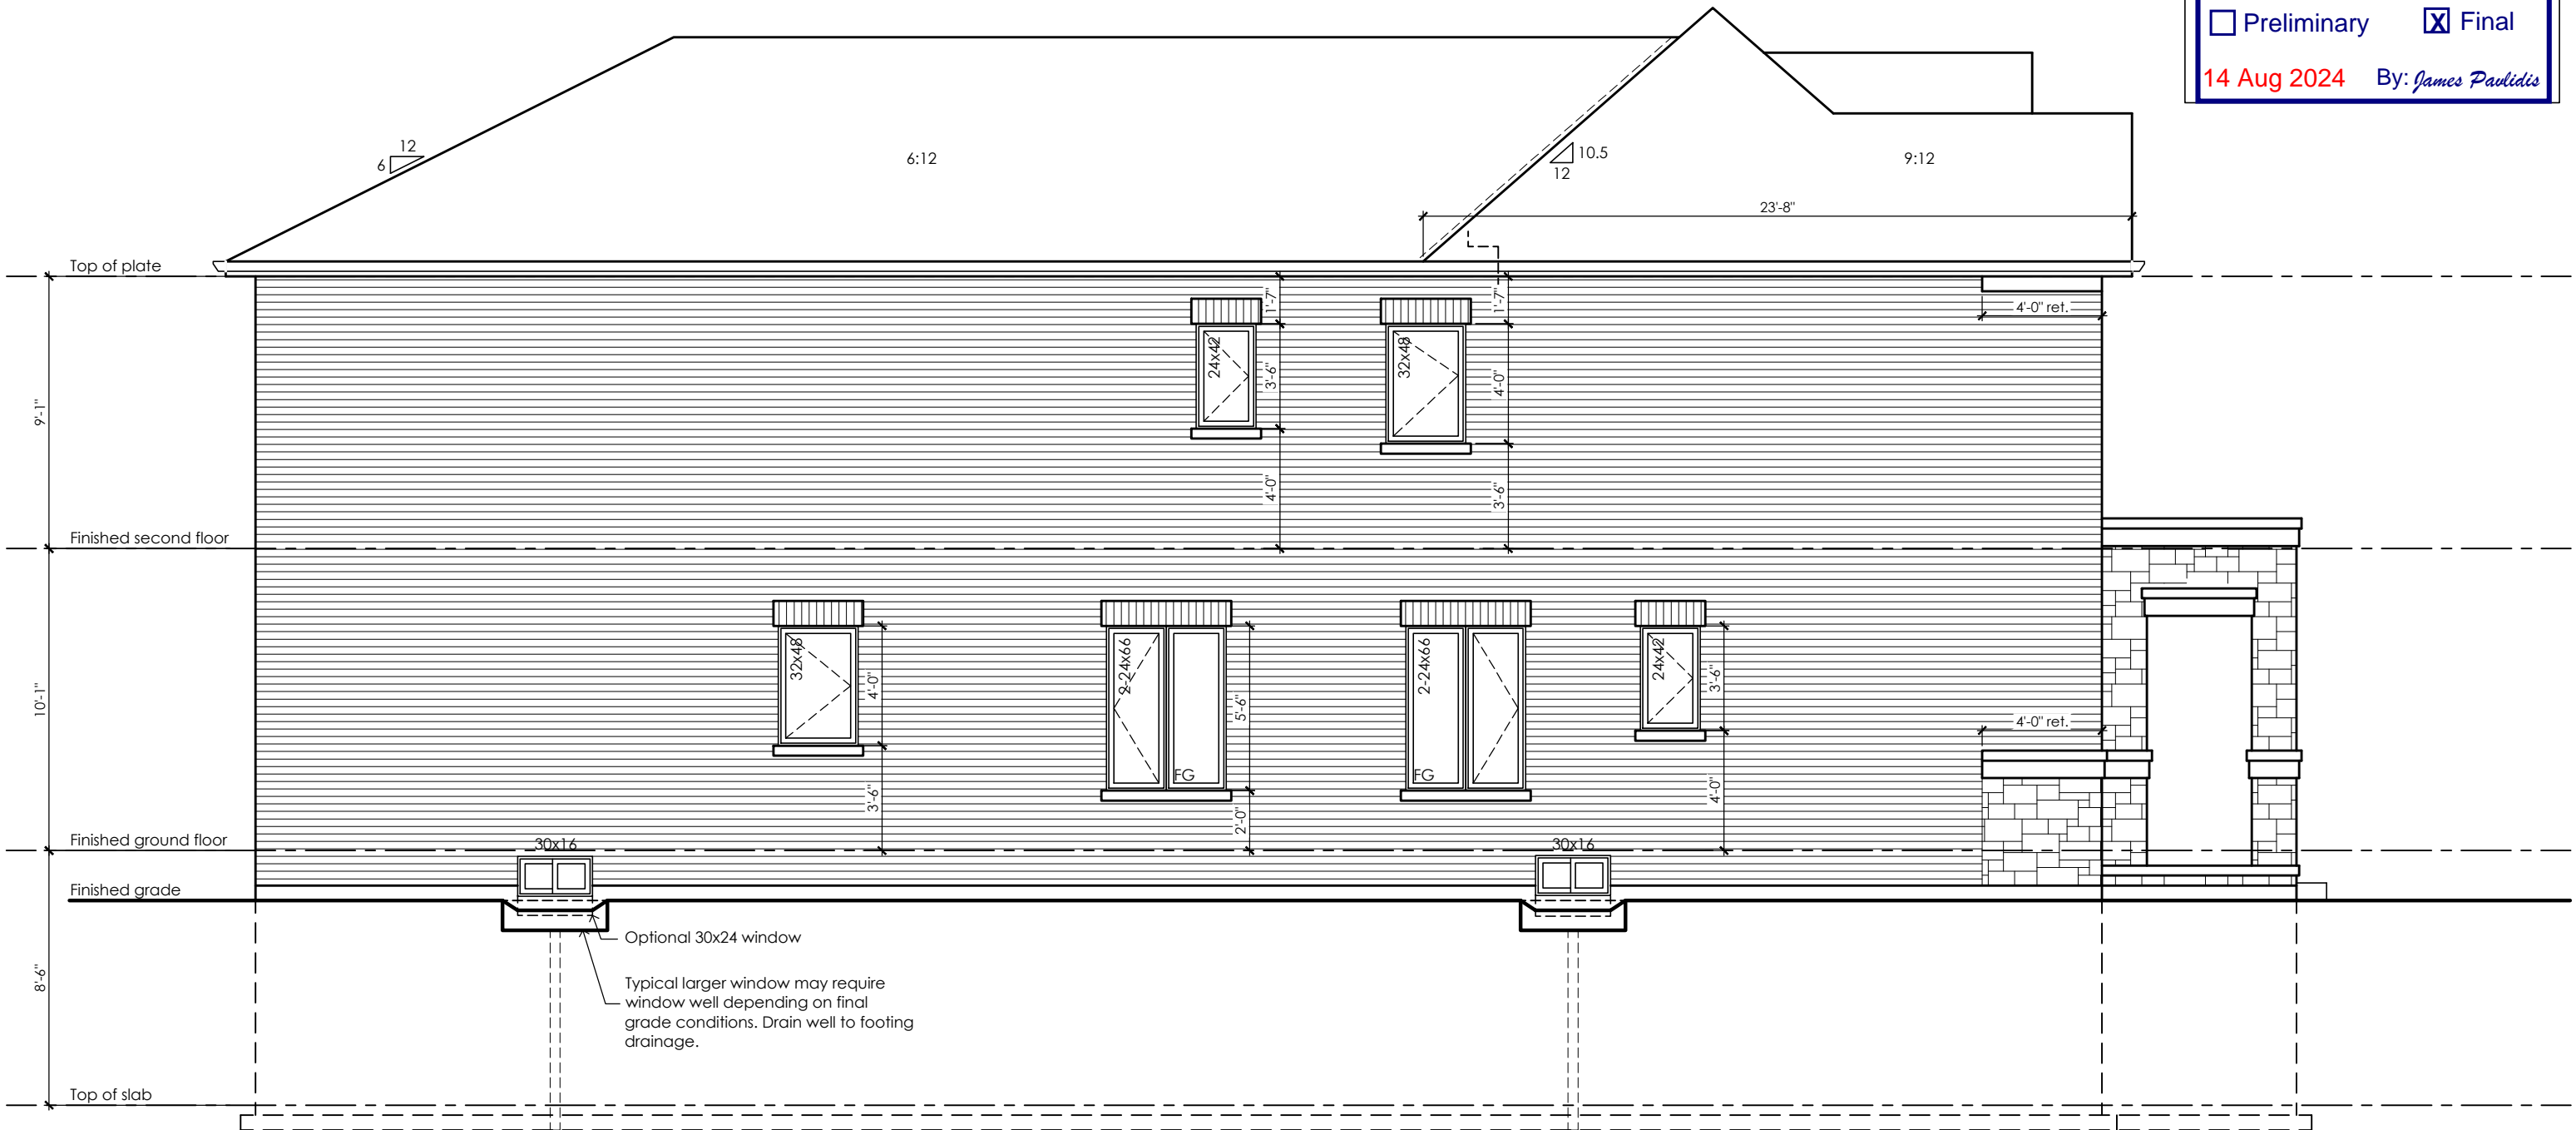 Preliminary
X Final
14 Aug 2024 By: James Pavlidis
12
6
6:12
10.5
12
9:12
23'-8"
Top of plate
1'-7"
1'-7"
4'-0" ret.
24x42
3'-6"
32x48
4'-0"
9'-1"
4'-0"
3'-6"
Finished second floor
32x48
4'-0"
2-24x66
FG
5'-6"
2-24x66
FG
24x42
3'-6"
4'-0" ret.
10'-1"
3'-6"
2'-0"
4'-0"
Finished ground floor
30x16
30x16
Finished grade
Optional 30x24 window
8'-6"
Typical larger window may require
window well depending on final
grade conditions. Drain well to footing
drainage.
Top of slab